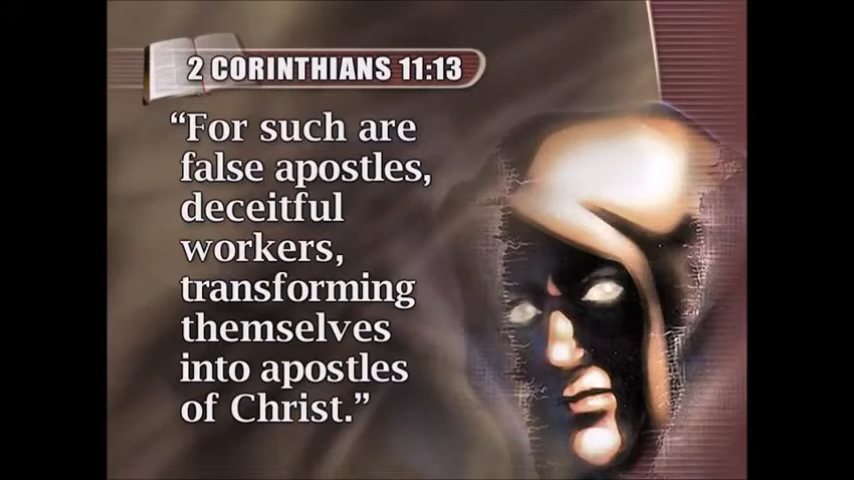 2 CORINTHIANS 11:13
“For such are
false apostles,
deceitful
workers,
transforming
themselves
into apostles
of Christ.”